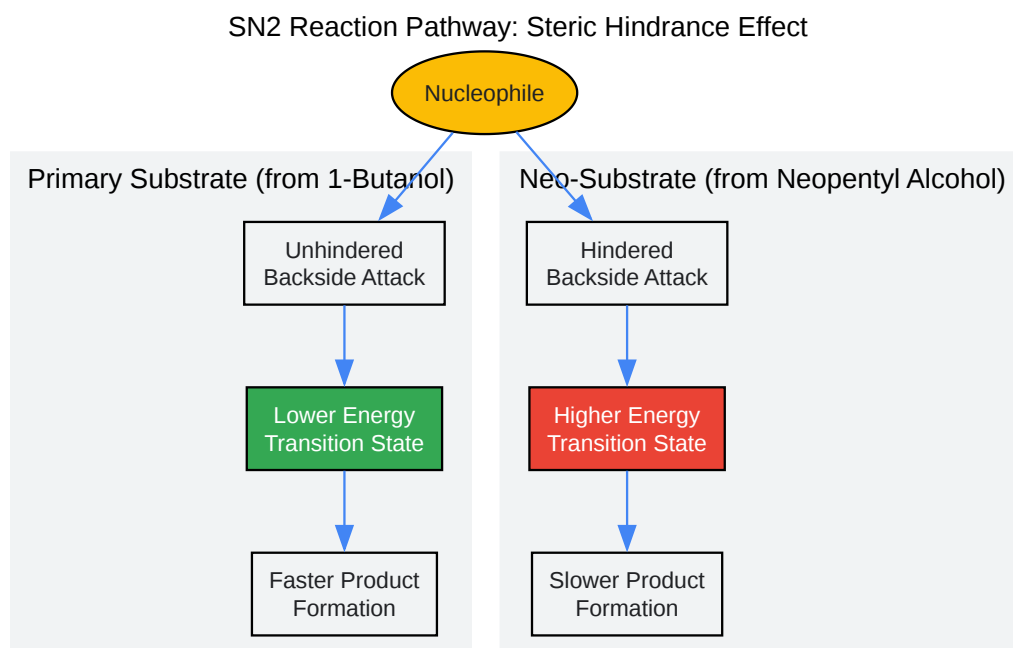 SN2 Reaction Pathway: Steric Hindrance Effect
Nucleophile
Primary Substrate (from 1-Butanol)
Unhindered
Backside Attack
Lower Energy
Transition State
Faster Product
Formation
Neo-Substrate (from Neopentyl Alcohol)
Hindered
Backside Attack
Higher Energy
Transition State
Slower Product
Formation